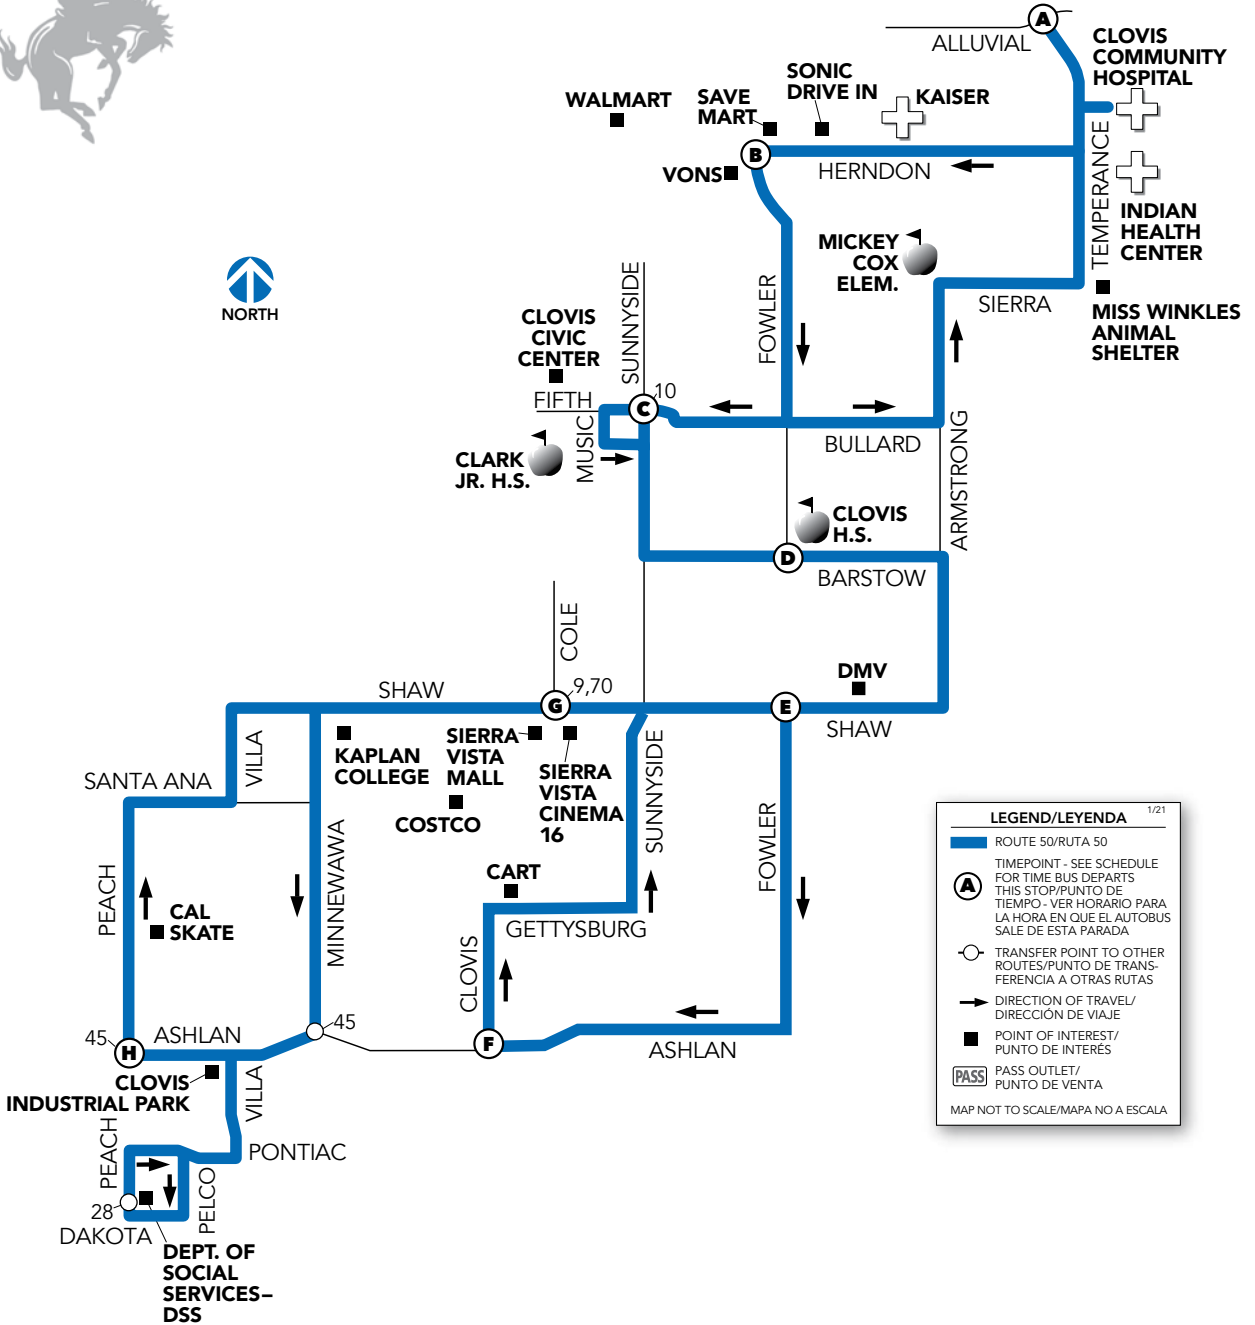 A
ALLUVIAL
CLOVIS
COMMUNITY
HOSPITAL
SONIC
DRIVE IN
WALMART
SAVE
MART
KAISER
B
VONS
HERNDON
TEMPERANCE
INDIAN
HEALTH
CENTER
MICKEY
COX
ELEM.
SIERRA
MISS WINKLES
ANIMAL
SHELTER
NORTH
SUNNYSIDE
FOWLER
CLOVIS
CIVIC
CENTER
FIFTH
C
10
MUSIC
BULLARD
ARMSTRONG
CLARK
JR. H.S.
CLOVIS
H.S.
D
BARSTOW
COLE
DMV
SHAW
G
9,70
E
SHAW
VILLA
KAPLAN
COLLEGE
SIERRA
VISTA
MALL
SIERRA
VISTA
CINEMA
16
SUNNYSIDE
SANTA ANA
COSTCO
MINNEWAWA
FOWLER
PEACH
CAL
SKATE
CART
GETTYSBURG
CLOVIS
45
45
H
ASHLAN
F
ASHLAN
CLOVIS
INDUSTRIAL PARK
VILLA
PEACH
PONTIAC
PELCO
28
DAKOTA
DEPT. OF
SOCIAL
SERVICES–
DSS
1/21
LEGEND/LEYENDA
ROUTE 50/RUTA 50
A
TIMEPOINT - SEE SCHEDULE
FOR TIME BUS DEPARTS
THIS STOP/PUNTO DE
TIEMPO - VER HORARIO PARA
LA HORA EN QUE EL AUTOBUS
SALE DE ESTA PARADA
TRANSFER POINT TO OTHER
ROUTES/PUNTO DE TRANS-
FERENCIA A OTRAS RUTAS
DIRECTION OF TRAVEL/
DIRECCIÓN DE VIAJE
POINT OF INTEREST/
PUNTO DE INTERÉS
PASS
PASS OUTLET/
PUNTO DE VENTA
MAP NOT TO SCALE/MAPA NO A ESCALA